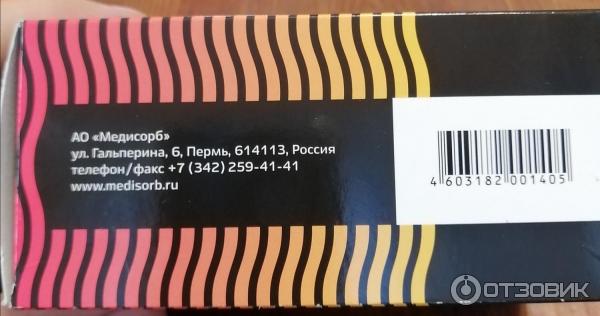 АО «Медисорб»
ул. Гальперина, 6, Пермь, 614113, Россия
телефон/факс +7 (342) 259-41-41
www.medisorb.ru
4 603182 001405
ОТЗОВИК